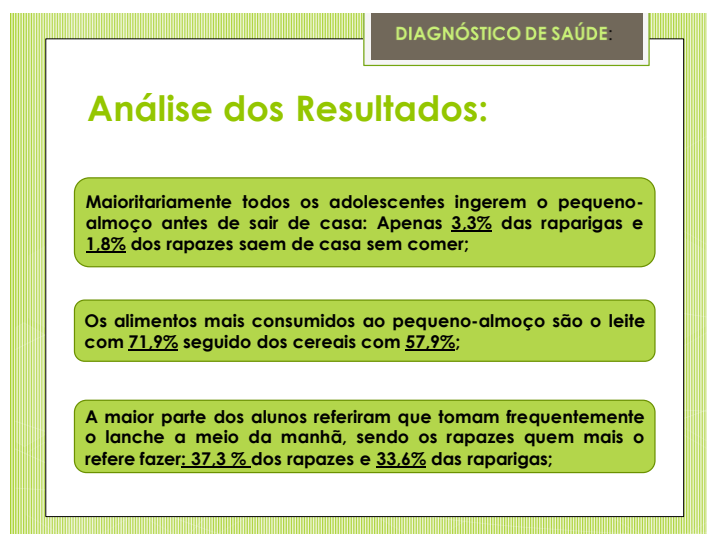 DIAGNÓSTICO DE SAÚDE:
Análise dos Resultados:
Maioritariamente todos os adolescentes ingerem o pequeno-
almoço antes de sair de casa: Apenas 3,3% das raparigas e
1,8% dos rapazes saem de casa sem comer;
Os alimentos mais consumidos ao pequeno-almoço são o leite
com 71,9% seguido dos cereais com 57,9%;
A maior parte dos alunos referiram que tomam frequentemente
o lanche a meio da manhã, sendo os rapazes quem mais o
refere fazer: 37,3 % dos rapazes e 33,6% das raparigas;